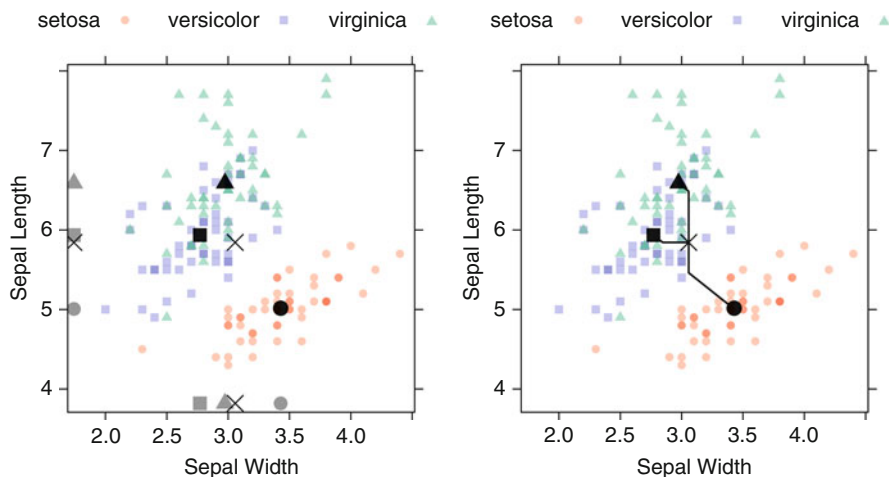 setosa versicolor virginica
7
6
5
4
Sepal Length
2.0 2.5 3.0 3.5 4.0
Sepal Width
setosa versicolor virginica
7
6
5
4
Sepal Length
2.0 2.5 3.0 3.5 4.0
Sepal Width